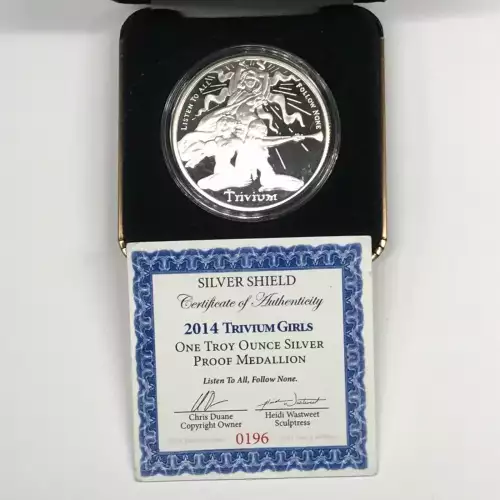 LISTEN TO ALL
FOLLOW NONE
TRIVIUM
SILVER SHIELD
Certificate of Authenticity
2014 TRIVIUM GIRLS
ONE TROY OUNCE SILVER
PROOF MEDALLION
Listen To All, Follow None.
Chris Duane
Copyright Owner
Heidi Wastweet
Sculptress
0196